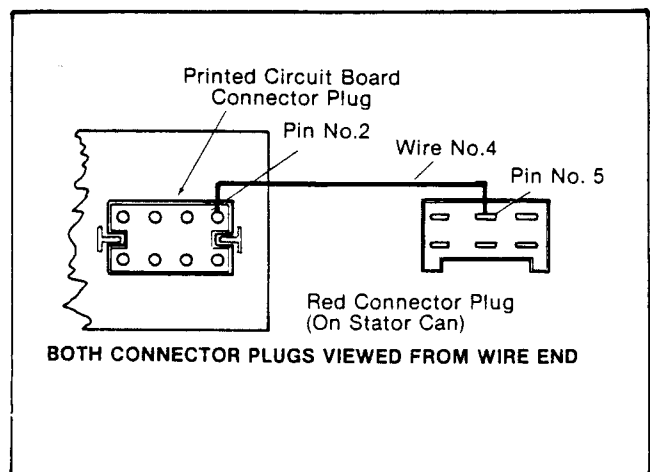 Printed Circuit Board
Connector Plug
Pin No.2
Wire No.4
Pin No. 5
Red Connector Plug
(On Stator Can)
BOTH CONNECTOR PLUGS VIEWED FROM WIRE END